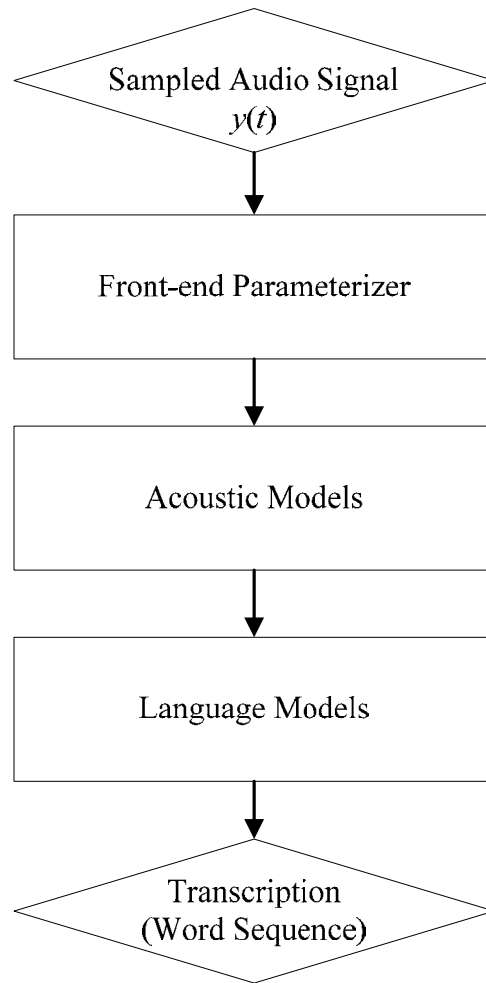 Sampled Audio Signal
y(t)
Front-end Parameterizer
Acoustic Models
Language Models
Transcription
(Word Sequence)